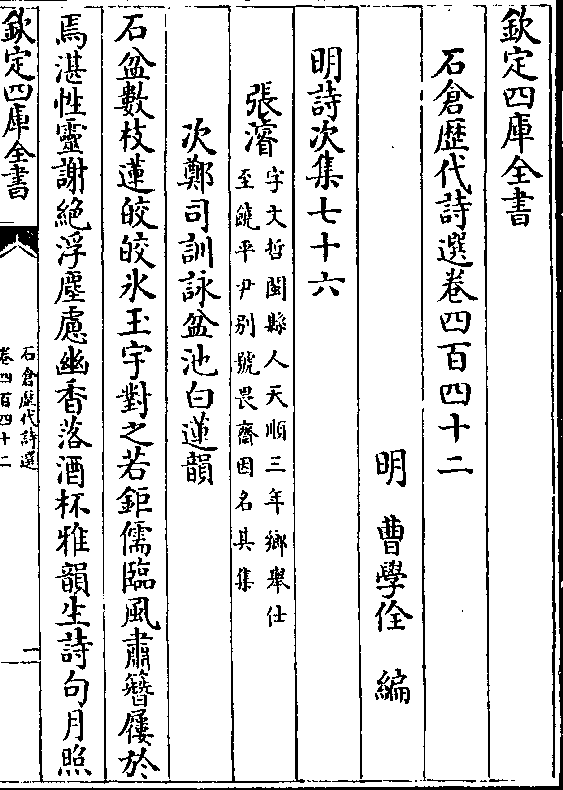 欽定四庫全書
石倉歴代詩選卷四百四十二
明 曹學佺 編
明詩次集七十六
張濬
字文哲閩縣人天順三年鄉舉仕
至饒平尹别號畏齋因名其集
次鄭司訓詠盆池白蓮韻
石盆數枝蓮皎皎氷玉宇對之若鉅儒臨風肅簪屨於
焉湛性靈謝絶浮塵慮幽香落酒杯雅韻生詩句月照
欽定四庫全書
石倉歴代詩選
卷四百四十二
一